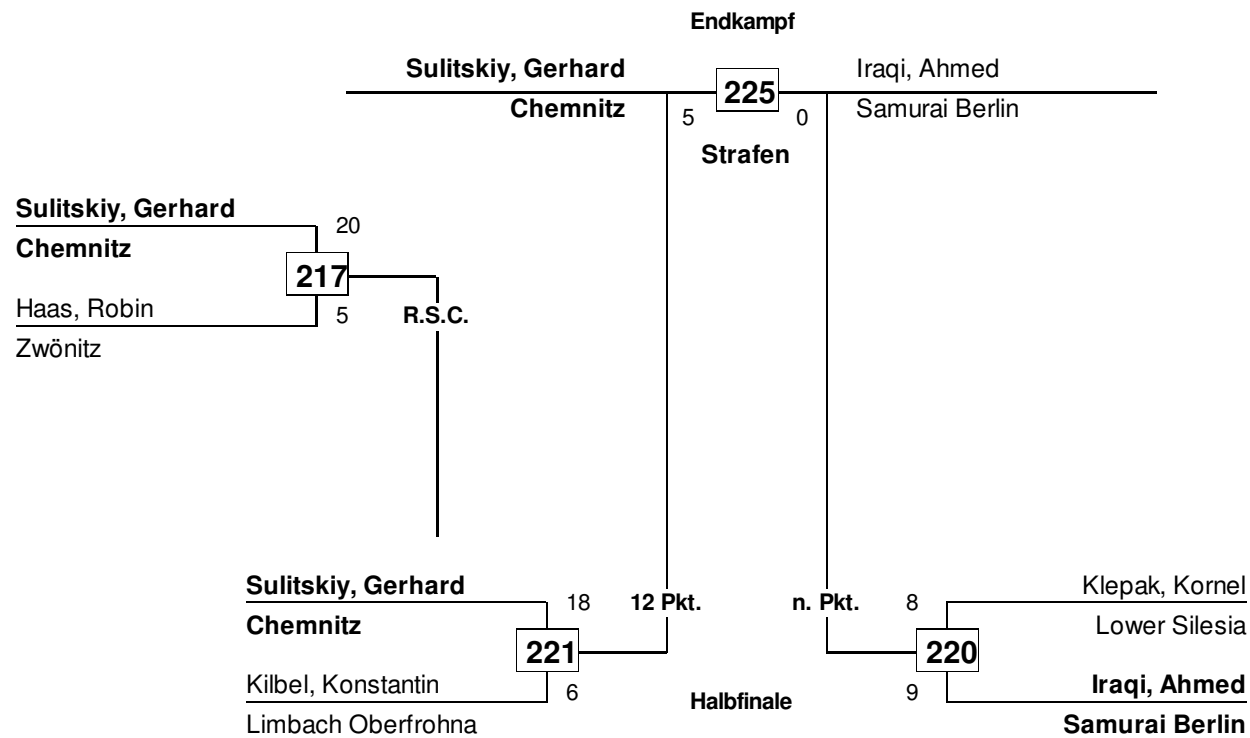 Endkampf
Sulitskiy, Gerhard
225
Iraqi, Ahmed
Chemnitz
5
0
Samurai Berlin
Strafen
Sulitskiy, Gerhard
20
Chemnitz
217
Haas, Robin
5
R.S.C.
Zwönitz
Sulitskiy, Gerhard
18
12 Pkt.
n. Pkt.
8
Klepak, Kornel
Chemnitz
Lower Silesia
221
220
Kilbel, Konstantin
6
Halbfinale
9
Iraqi, Ahmed
Limbach Oberfrohna
Samurai Berlin